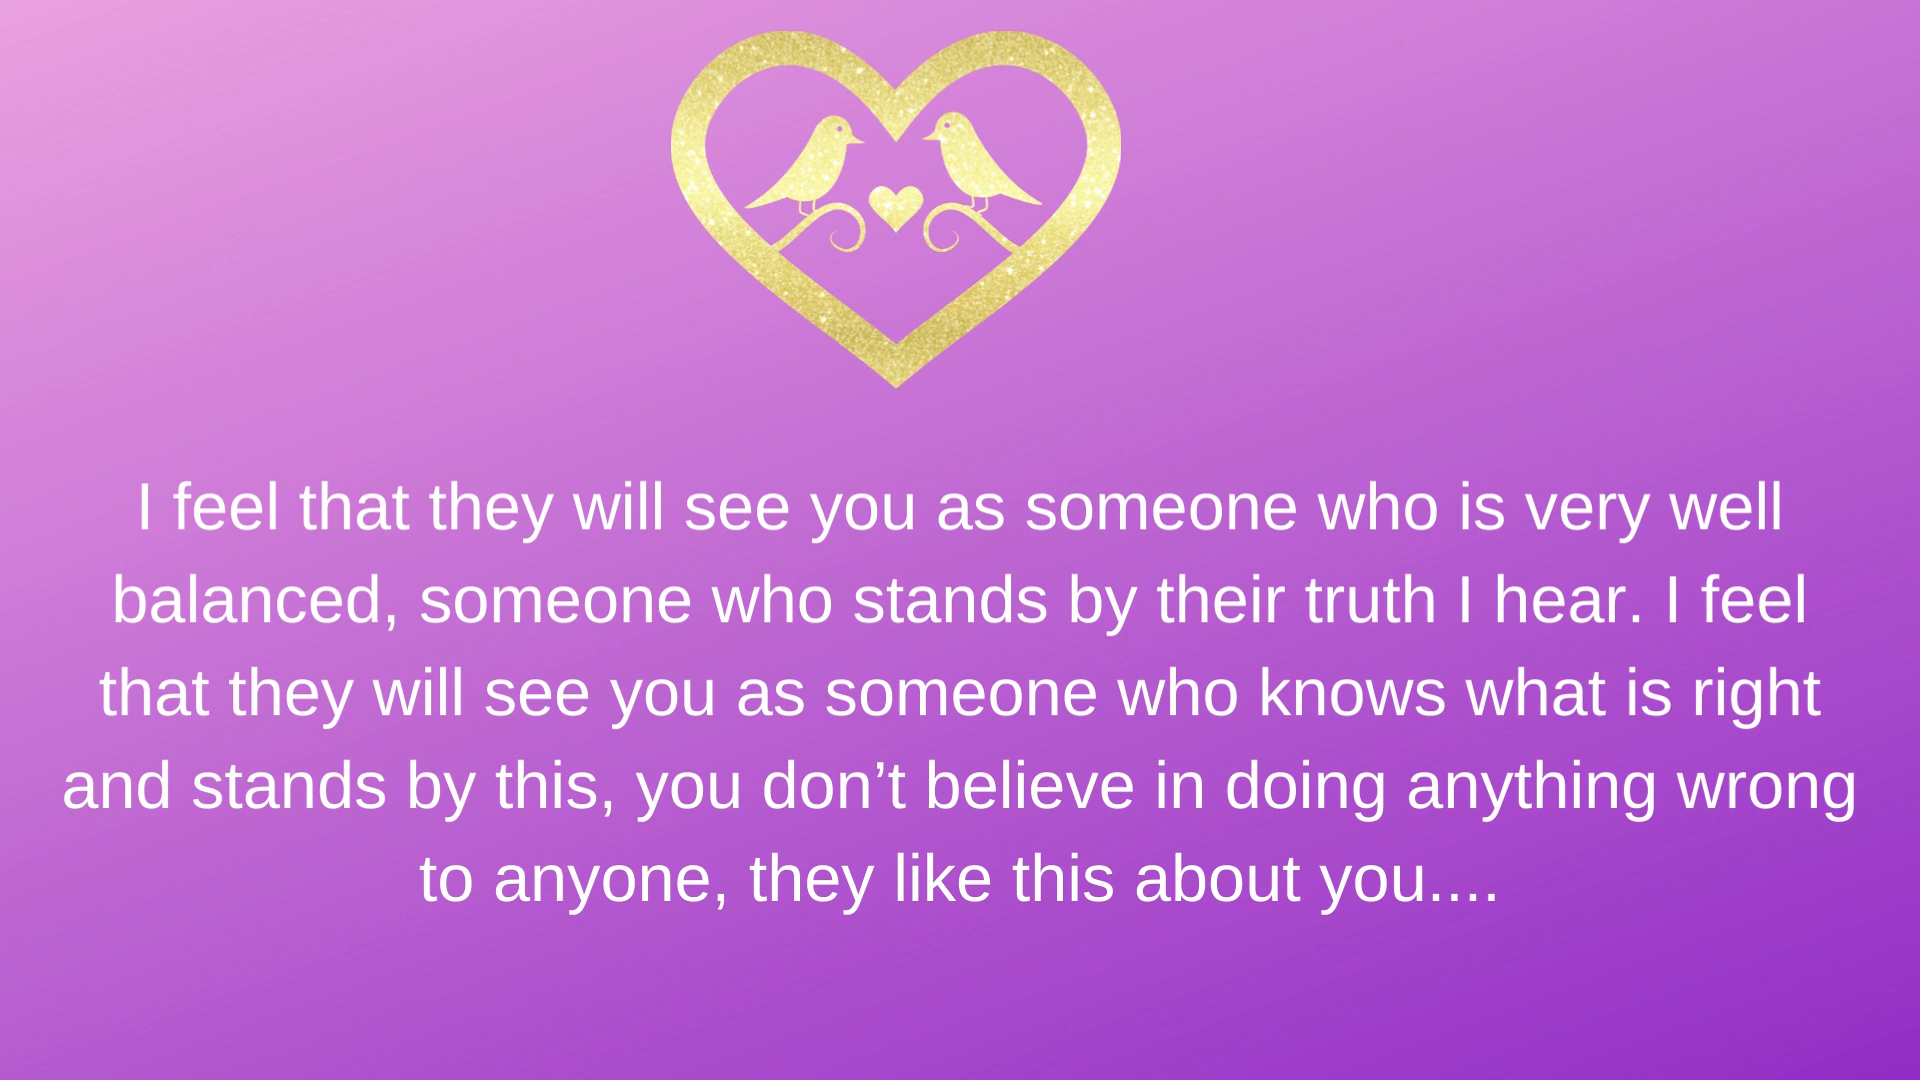 I feel that they will see you as someone who is very well
balanced, someone who stands by their truth I hear. I feel
that they will see you as someone who knows what is right
and stands by this, you don’t believe in doing anything wrong
to anyone, they like this about you....